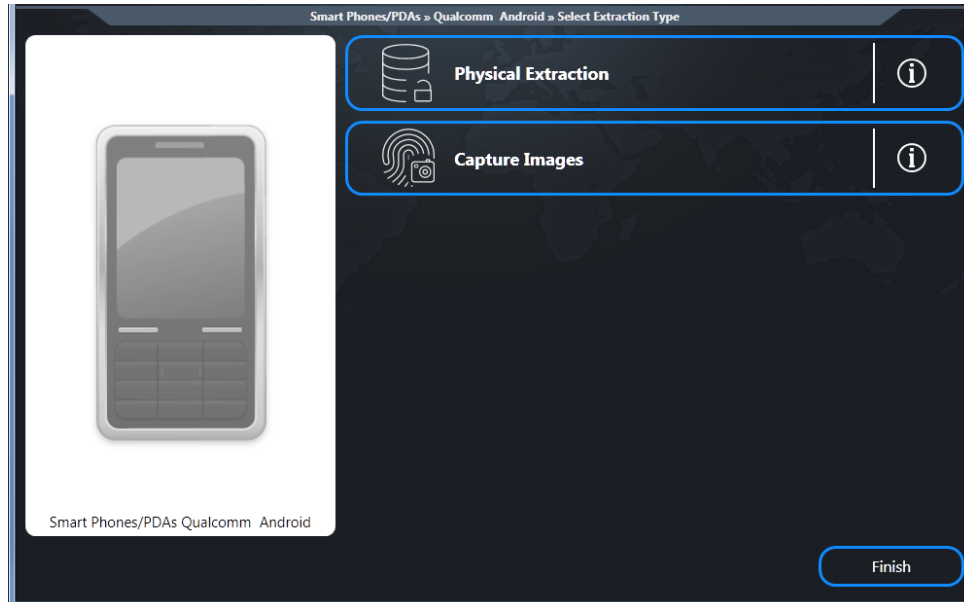 Smart Phones/PDAs » Qualcomm Android » Select Extraction Type
Physical Extraction
Capture Images
Smart Phones/PDAs Qualcomm Android
Finish